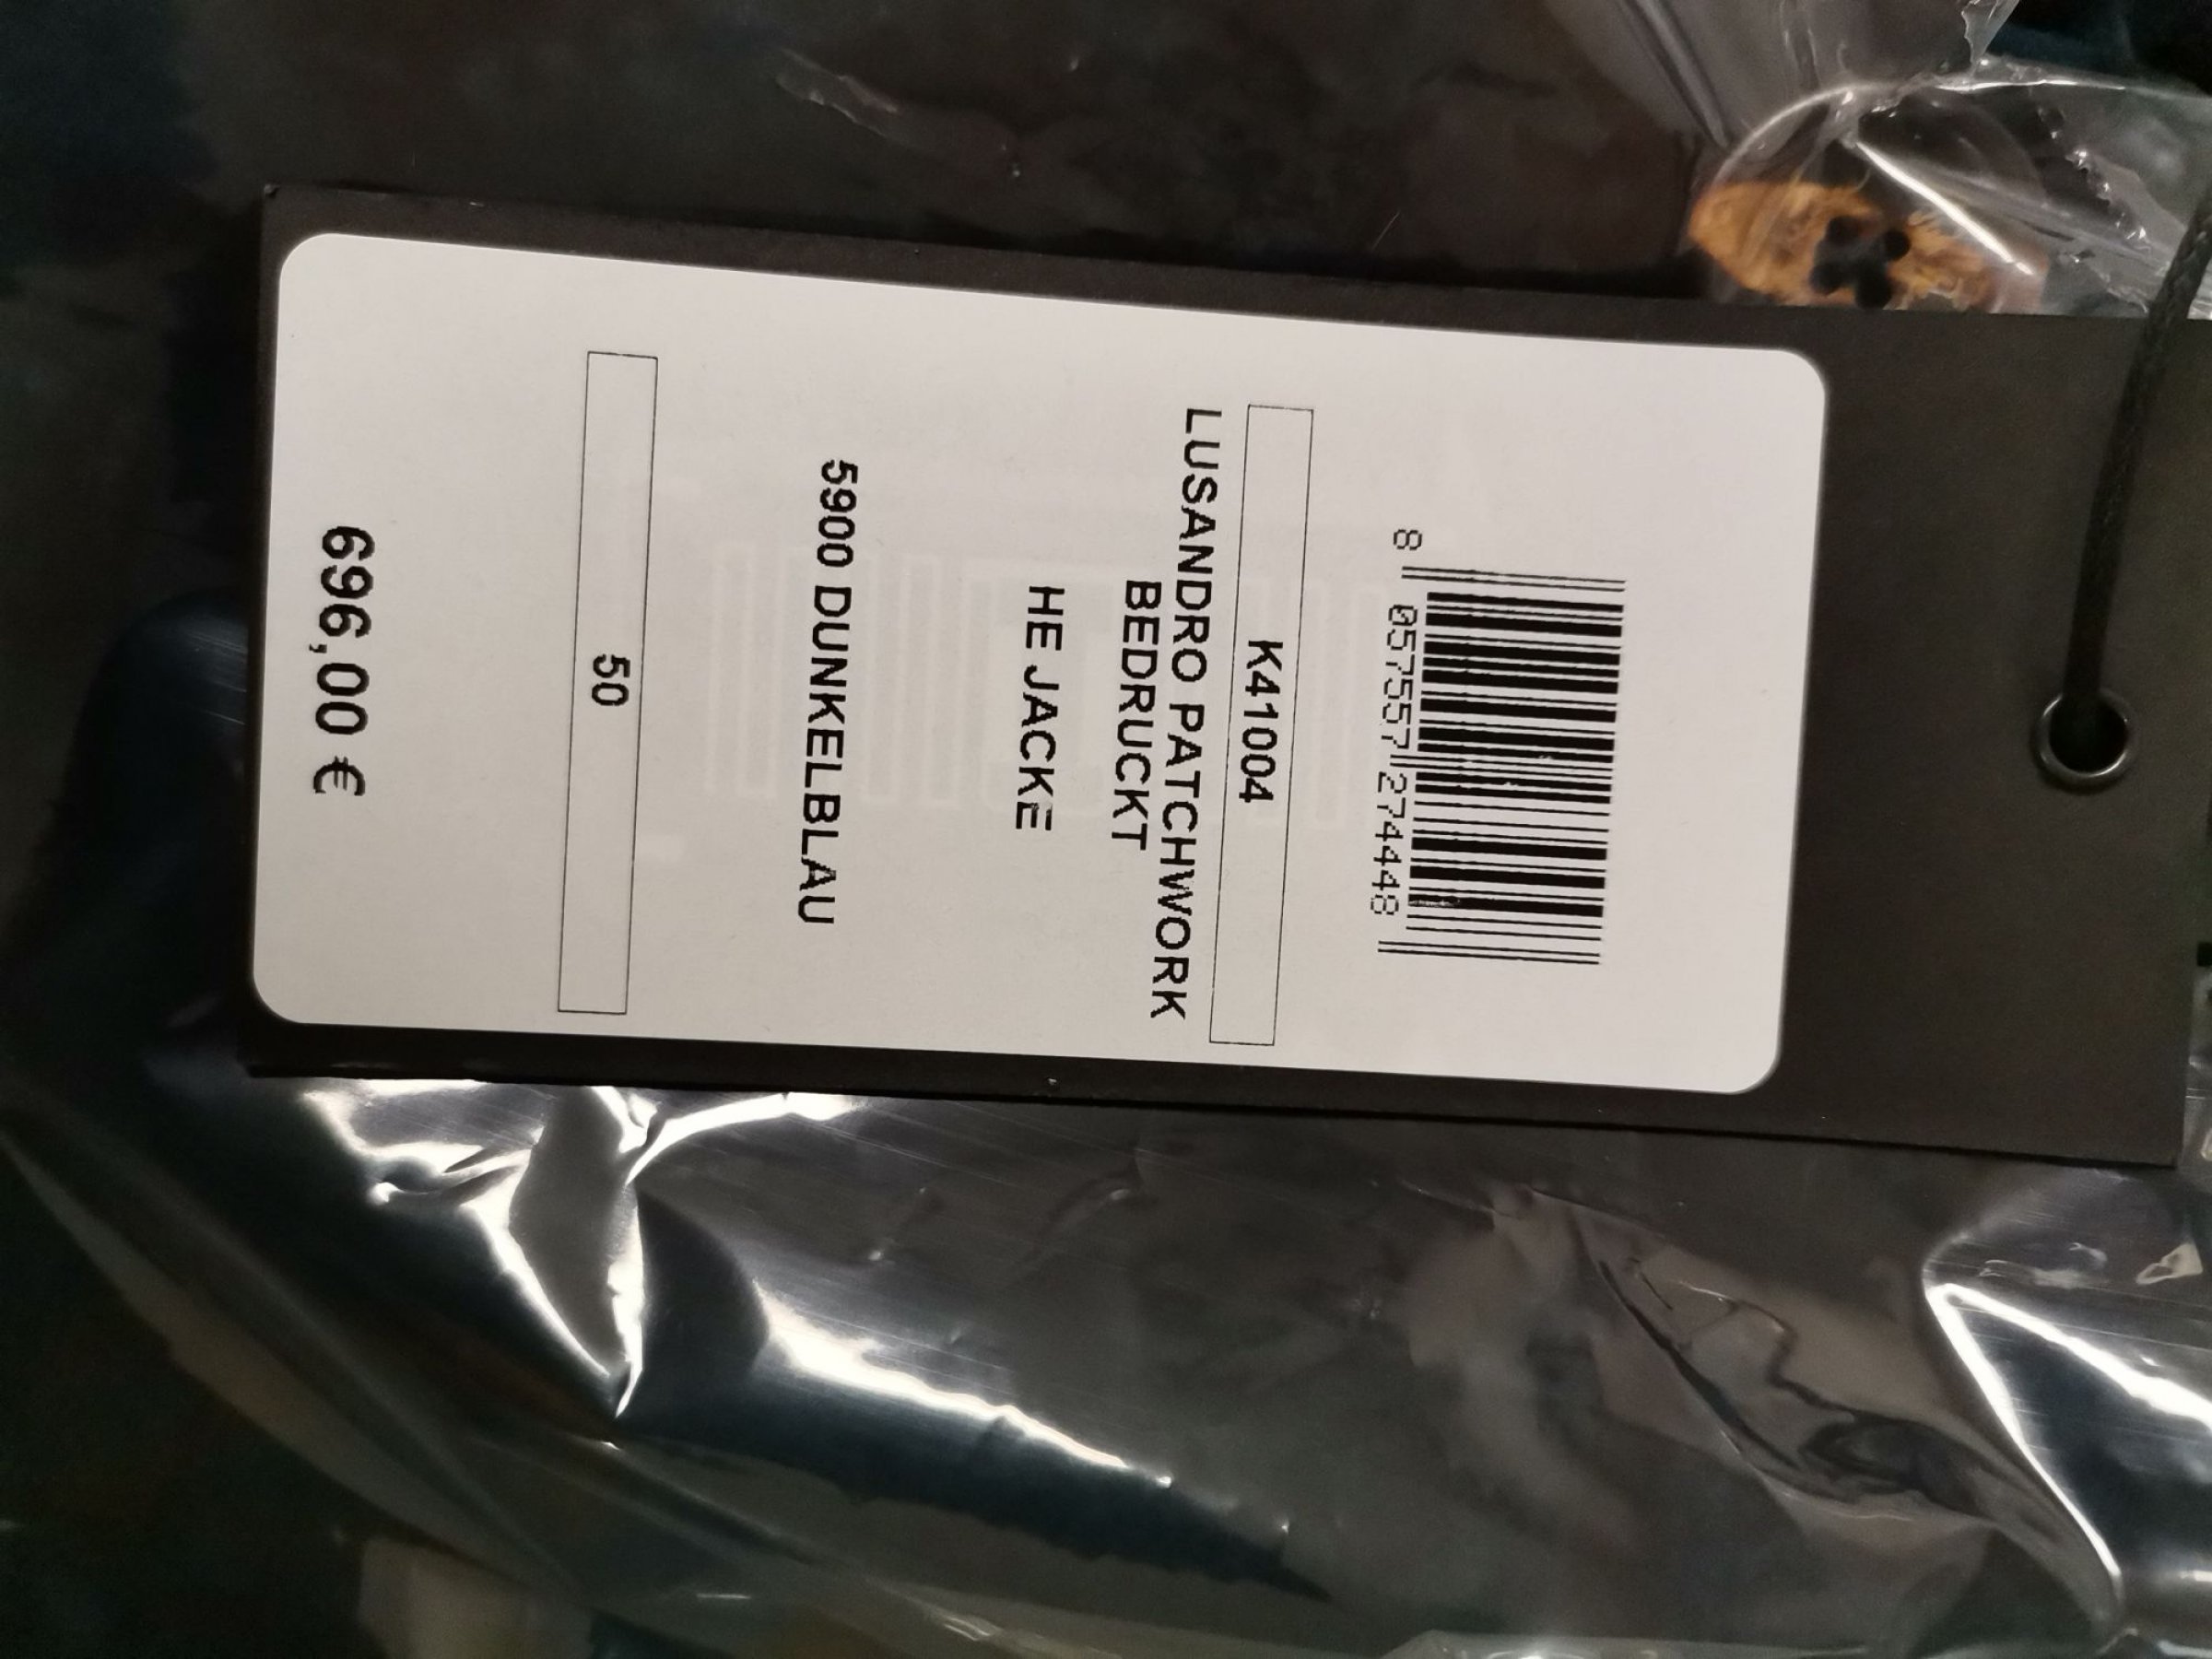 8 057557 274448
K41004
LUSANDRO PATCHWORK
BEDRUCKT
HE JACKE
5900 DUNKELBLAU
50
696,00 €